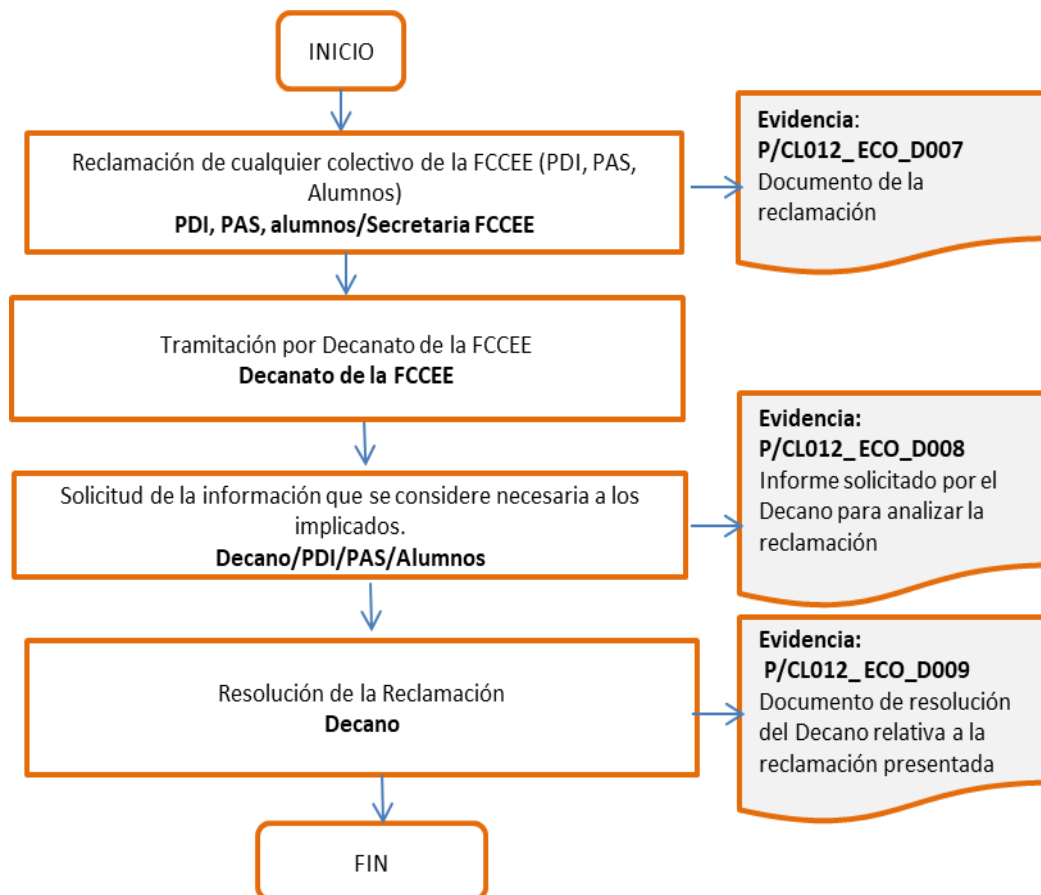 INICIO
Reclamación de cualquier colectivo de la FCCEE (PDI, PAS,
Alumnos)
PDI, PAS, alumnos/Secretaria FCCEE
Evidencia:
P/CL012_ECO_D007
Documento de la
reclamación
Tramitación por Decanato de la FCCEE
Decanato de la FCCEE
Solicitud de la información que se considere necesaria a los
implicados.
Decano/PDI/PAS/Alumnos
Evidencia:
P/CL012_ECO_D008
Informe solicitado por el
Decano para analizar la
reclamación
Resolución de la Reclamación
Decano
Evidencia:
P/CL012_ECO_D009
Documento de resolución
del Decano relativa a la
reclamación presentada
FIN